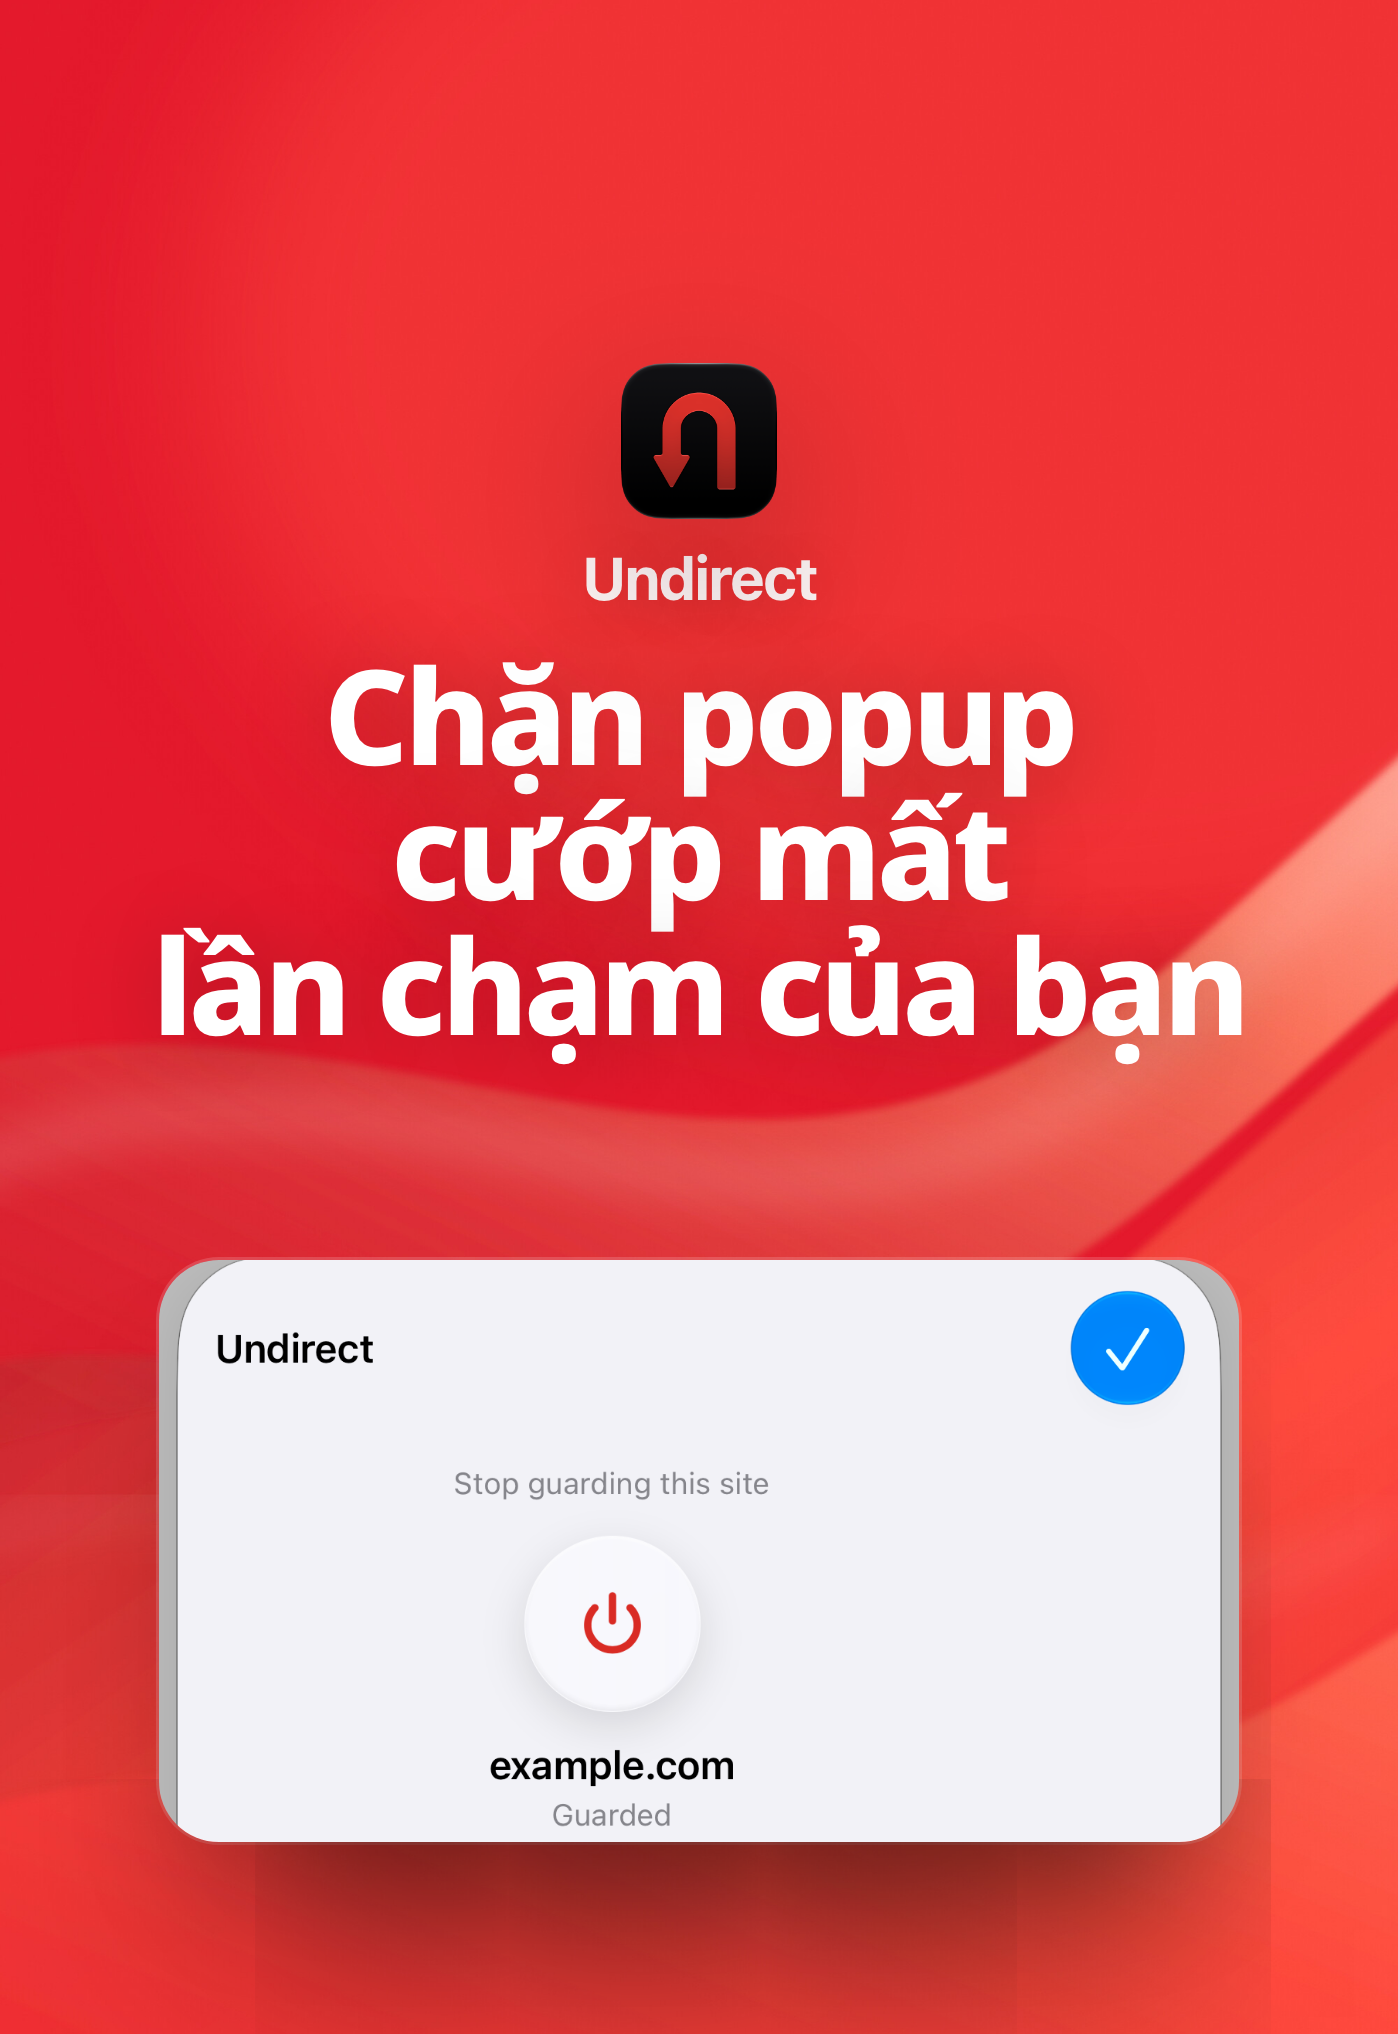 Undirect
Chặn popup
cướp mất
lần chạm của bạn
Undirect
Stop guarding this site
example.com
Guarded